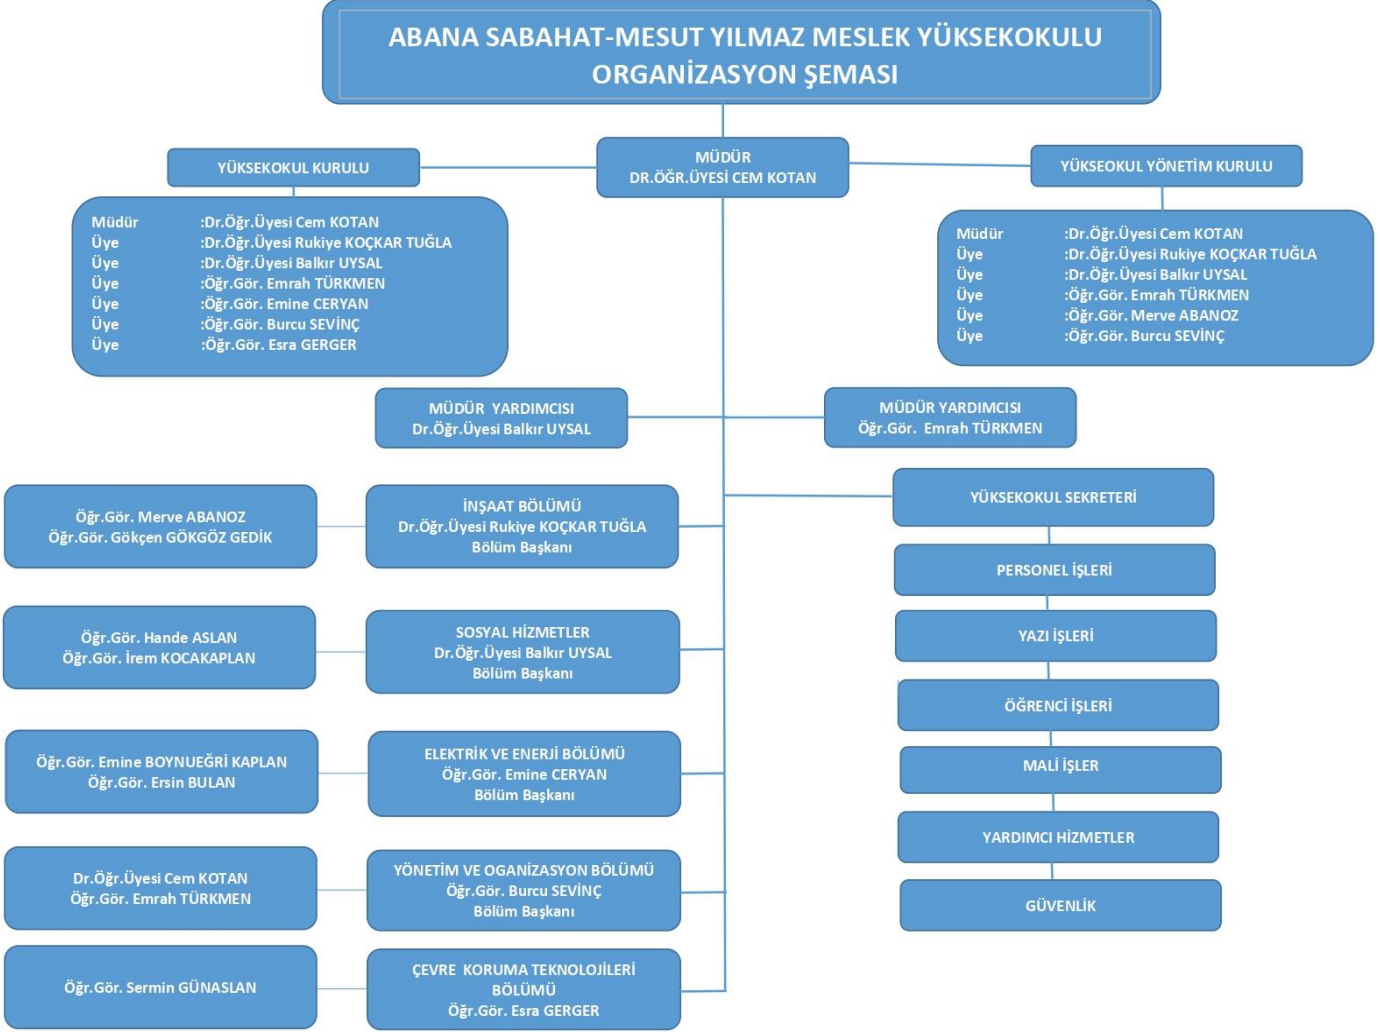 ABANA SABAHAT-MESUT YILMAZ MESLEK YÜKSEKOKULU
ORGANİZASYON ŞEMASI
MÜDÜR
DR.ÖĞR.ÜYESİ CEM KOTAN
YÜKSEKOKUL KURULU
YÜKSEOKUL YÖNETİM KURULU
Müdür :Dr.Öğr.Üyesi Cem KOTAN
Üye :Dr.Öğr.Üyesi Rukiye KOÇKAR TUĞLA
Üye :Dr.Öğr.Üyesi Balkır UYSAL
Üye :Öğr.Gör. Emrah TÜRKMEN
Üye :Öğr.Gör. Emine CERYAN
Üye :Öğr.Gör. Burcu SEVİNÇ
Üye :Öğr.Gör. Esra GERGER
Müdür :Dr.Öğr.Üyesi Cem KOTAN
Üye :Dr.Öğr.Üyesi Rukiye KOÇKAR TUĞLA
Üye :Dr.Öğr.Üyesi Balkır UYSAL
Üye :Öğr.Gör. Emrah TÜRKMEN
Üye :Öğr.Gör. Merve ABANOZ
Üye :Öğr.Gör. Burcu SEVİNÇ
MÜDÜR YARDIMCISI
Dr.Öğr.Üyesi Balkır UYSAL
MÜDÜR YARDIMCISI
Öğr.Gör. Emrah TÜRKMEN
Öğr.Gör. Merve ABANOZ
Öğr.Gör. Gökçen GÖKGÖZ GEDİK
İNŞAAT BÖLÜMÜ
Dr.Öğr.Üyesi Rukiye KOÇKAR TUĞLA
Bölüm Başkanı
Öğr.Gör. Hande ASLAN
Öğr.Gör. İrem KOCAKAPLAN
SOSYAL HİZMETLER
Dr.Öğr.Üyesi Balkır UYSAL
Bölüm Başkanı
Öğr.Gör. Emine BOYNUEĞRİ KAPLAN
Öğr.Gör. Ersin BULAN
ELEKTRİK VE ENERJİ BÖLÜMÜ
Öğr.Gör. Emine CERYAN
Bölüm Başkanı
Dr.Öğr.Üyesi Cem KOTAN
Öğr.Gör. Emrah TÜRKMEN
YÖNETİM VE OGANİZASYON BÖLÜMÜ
Öğr.Gör. Burcu SEVİNÇ
Bölüm Başkanı
Öğr.Gör. Sermin GÜNASLAN
ÇEVRE KORUMA TEKNOLOJİLERİ
BÖLÜMÜ
Öğr.Gör. Esra GERGER
YÜKSEKOKUL SEKRETERİ
PERSONEL İŞLERİ
YAZI İŞLERİ
ÖĞRENCİ İŞLERİ
MALİ İŞLER
YARDIMCI HİZMETLER
GÜVENLİK